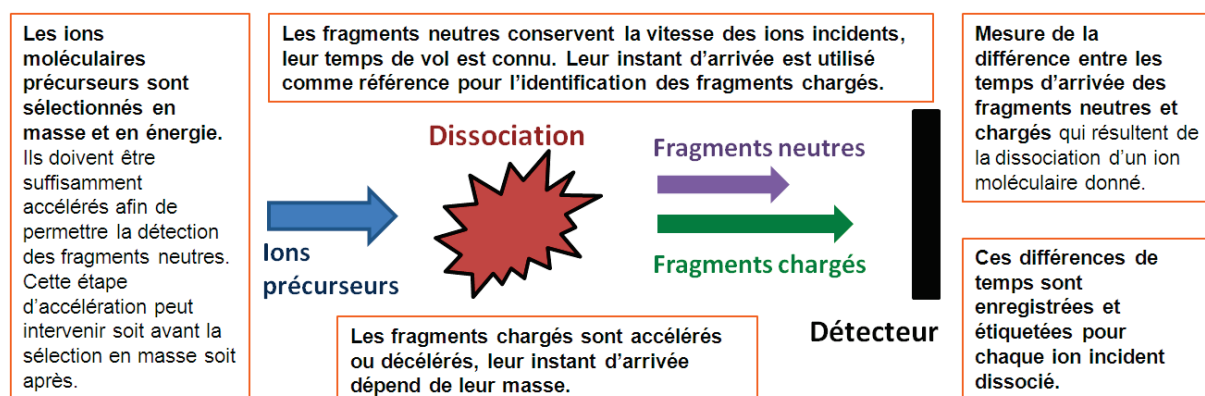 Les ions
moléculaires
précurseurs sont
sélectionnés en
masse et en énergie.
Ils doivent être
suffisamment
accélérés afin de
permettre la détection
des fragments neutres.
Cette étape
d’accélération peut
intervenir soit avant la
sélection en masse soit
après.
Les fragments neutres conservent la vitesse des ions incidents,
leur temps de vol est connu. Leur instant d’arrivée est utilisé
comme référence pour l’identification des fragments chargés.
Dissociation
Ions
précurseurs
Fragments neutres
Fragments chargés
Détecteur
Les fragments chargés sont accélérés
ou décélérés, leur instant d’arrivée
dépend de leur masse.
Mesure de la
différence entre les
temps d’arrivée des
fragments neutres et
chargés qui résultent de
la dissociation d’un ion
moléculaire donné.
Ces différences de
temps sont
enregistrées et
étiquetées pour
chaque ion incident
dissocié.